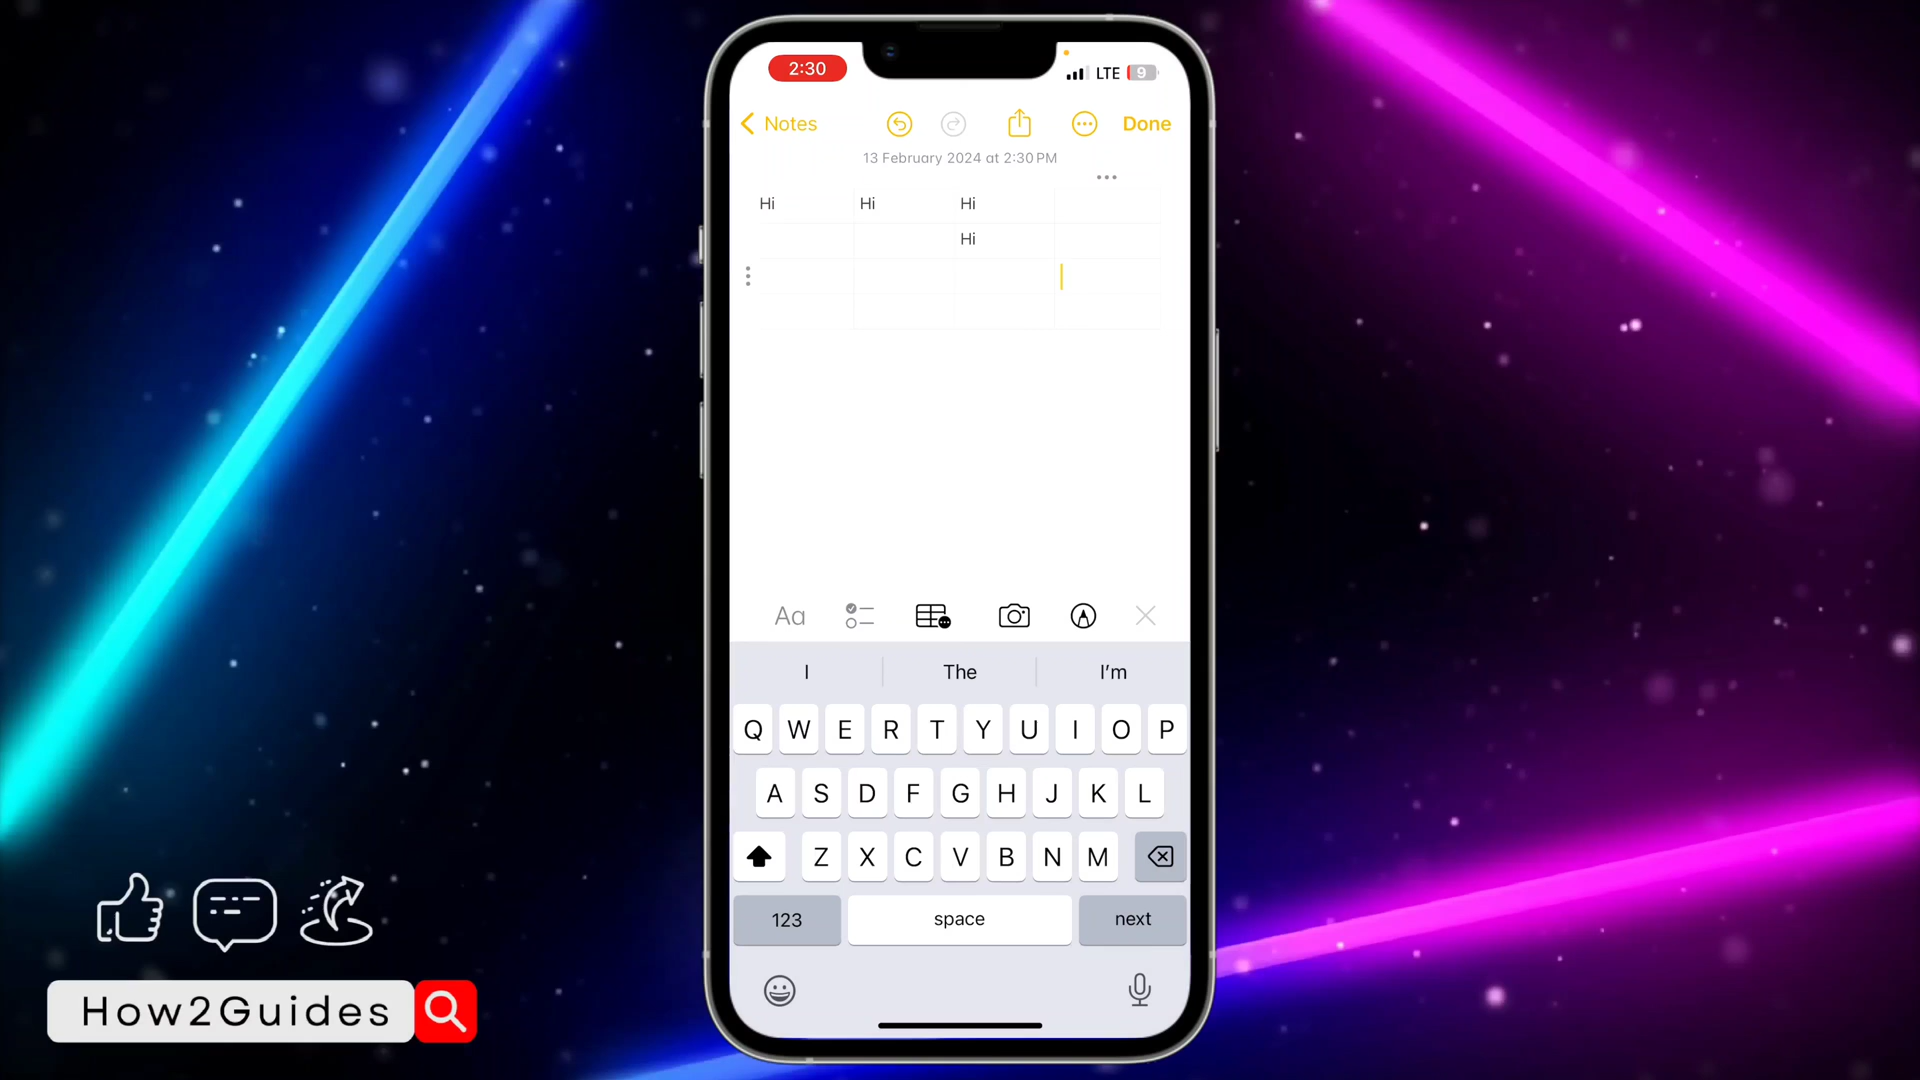 2:30
LTE 9
Notes
Done
13 February 2024 at 2:30 PM
Hi Hi Hi
Hi
Aa
I The I’m
Q W E R T Y U I O P
A S D F G H J K L
Z X C V B N M
123 space next
How2Guides